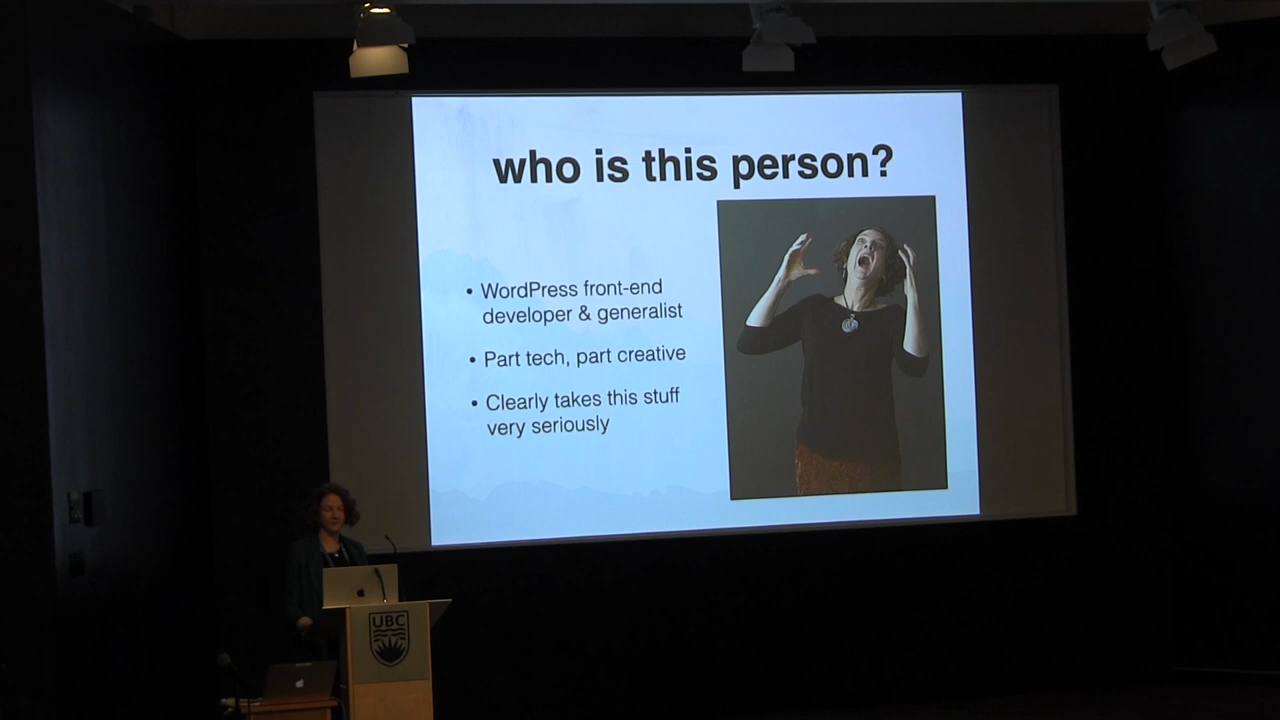 who is this person?
• WordPress front-end
developer & generalist
• Part tech, part creative
• Clearly takes this stuff
very seriously
UBC